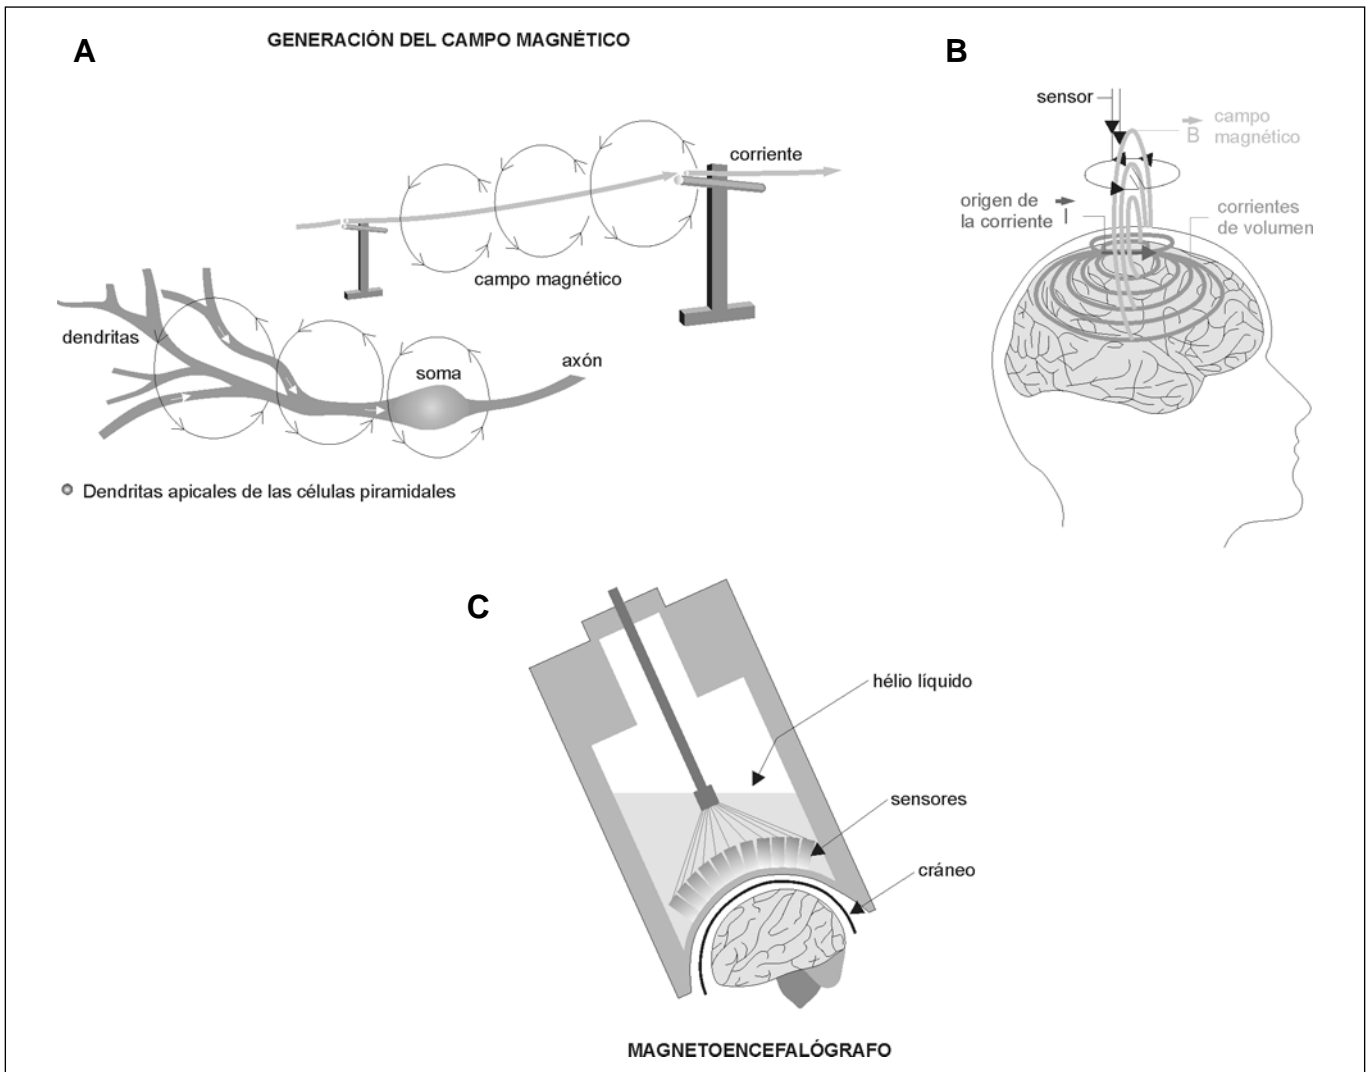 A
GENERACIÓN DEL CAMPO MAGNÉTICO
corriente
campo magnético
dendritas
soma
axón
Dendritas apicales de las células piramidales
B
sensor
B
campo
magnético
origen de
la corriente
I
corrientes
de volumen
C
hélio líquido
sensores
cráneo
MAGNETOENCEFALÓGRAFO